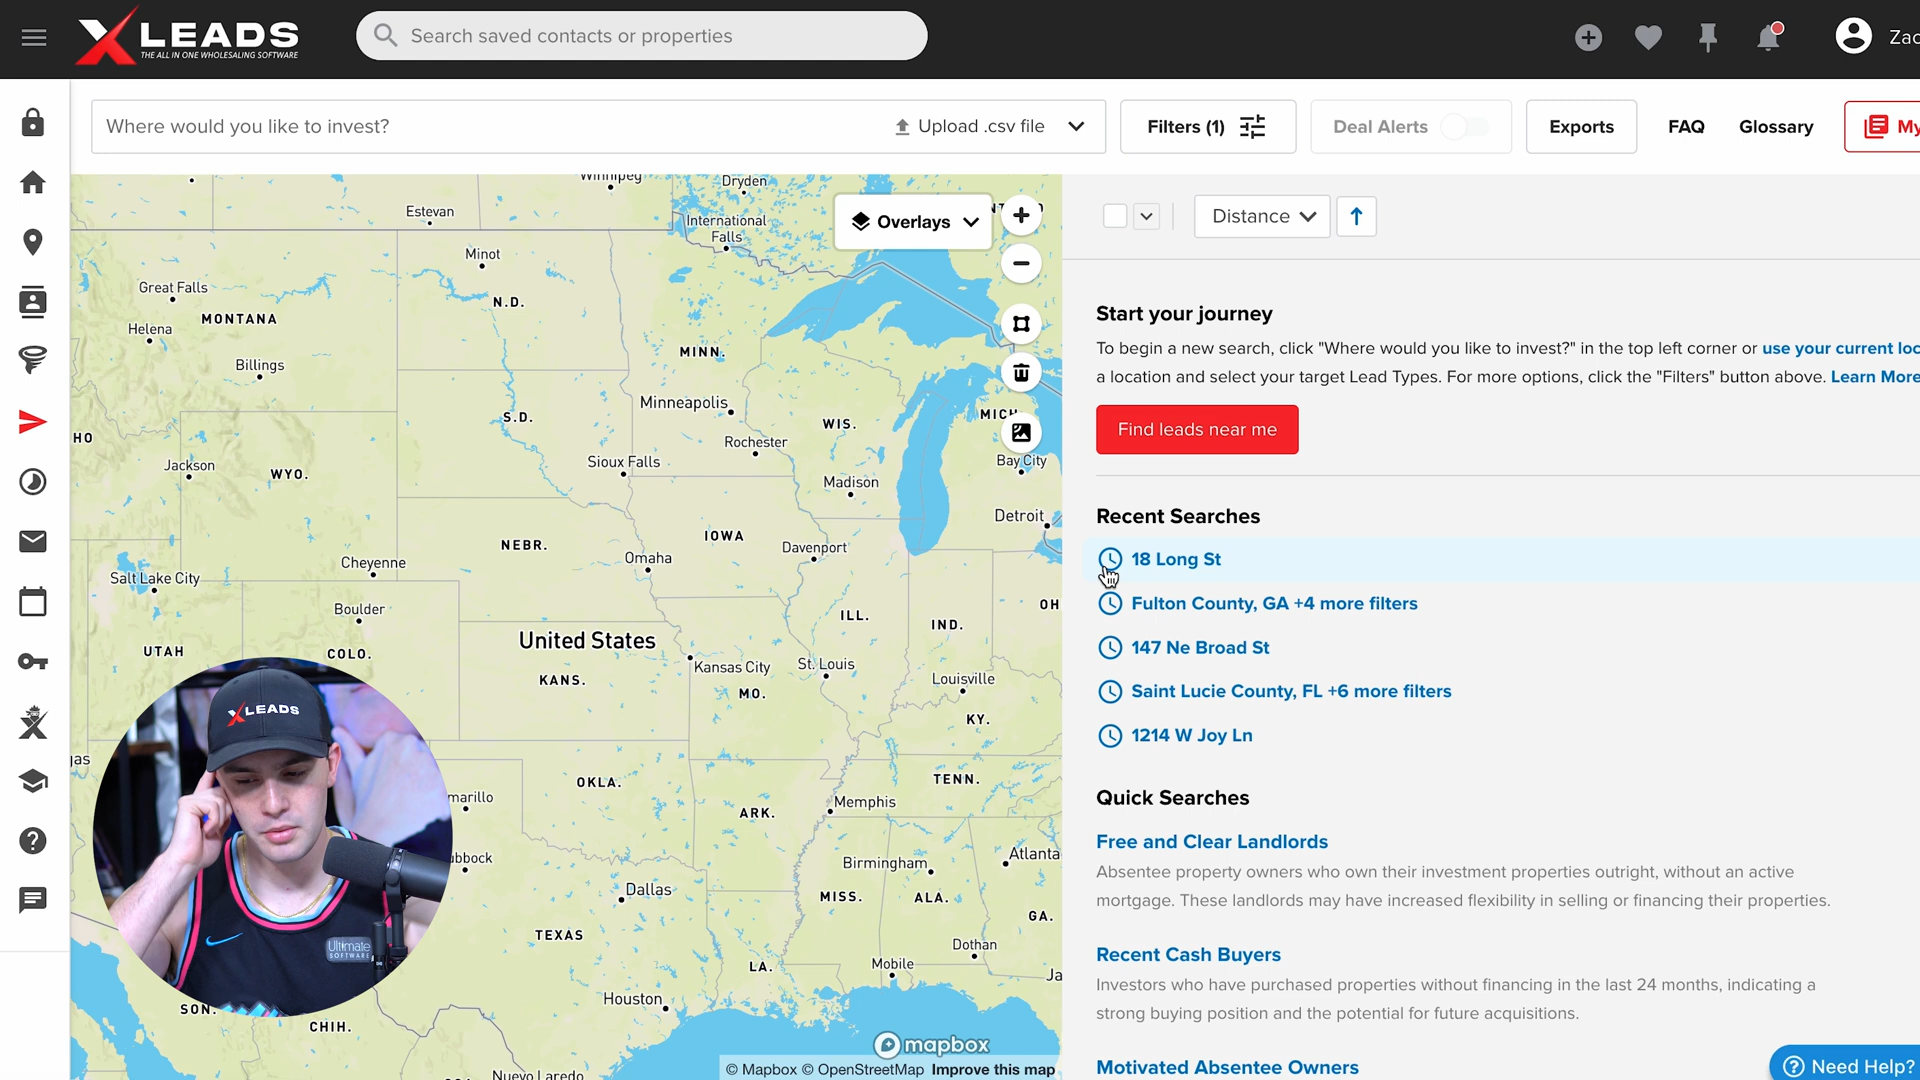 XLEADS
THE ALL IN ONE WHOLESALING SOFTWARE
Search saved contacts or properties
Zac
Where would you like to invest?
Upload .csv file
Filters (1)
Deal Alerts
Exports
FAQ
Glossary
My
Overlays
Distance
Winnipeg
Dryden
Estevan
International
Falls
Minot
Great Falls
N.D.
MONTANA
Helena
Billings
MINN.
Minneapolis
MICH
S.D.
WIS.
HO
Rochester
Jackson
WYO.
Sioux Falls
Bay City
Madison
Detroit
NEBR.
IOWA
Davenport
Omaha
Cheyenne
Salt Lake City
Boulder
OH
ILL.
IND.
United States
UTAH
COLO.
Kansas City
St. Louis
KANS.
MO.
Louisville
KY.
as
OKLA.
TENN.
marillo
Memphis
ARK.
bbock
Birmingham
Atlanta
Dallas
MISS.
ALA.
GA.
TEXAS
Dothan
LA.
Mobile
Ja
Houston
SON.
CHIH.
Nuevo Laredo
mapbox
© Mapbox © OpenStreetMap Improve this map
XLEADS
Ultimate
SOFTWARE
Start your journey
To begin a new search, click "Where would you like to invest?" in the top left corner or use your current loc
a location and select your target Lead Types. For more options, click the "Filters" button above. Learn More
Find leads near me
Recent Searches
18 Long St
Fulton County, GA +4 more filters
147 Ne Broad St
Saint Lucie County, FL +6 more filters
1214 W Joy Ln
Quick Searches
Free and Clear Landlords
Absentee property owners who own their investment properties outright, without an active
mortgage. These landlords may have increased flexibility in selling or financing their properties.
Recent Cash Buyers
Investors who have purchased properties without financing in the last 24 months, indicating a
strong buying position and the potential for future acquisitions.
Motivated Absentee Owners
Need Help?